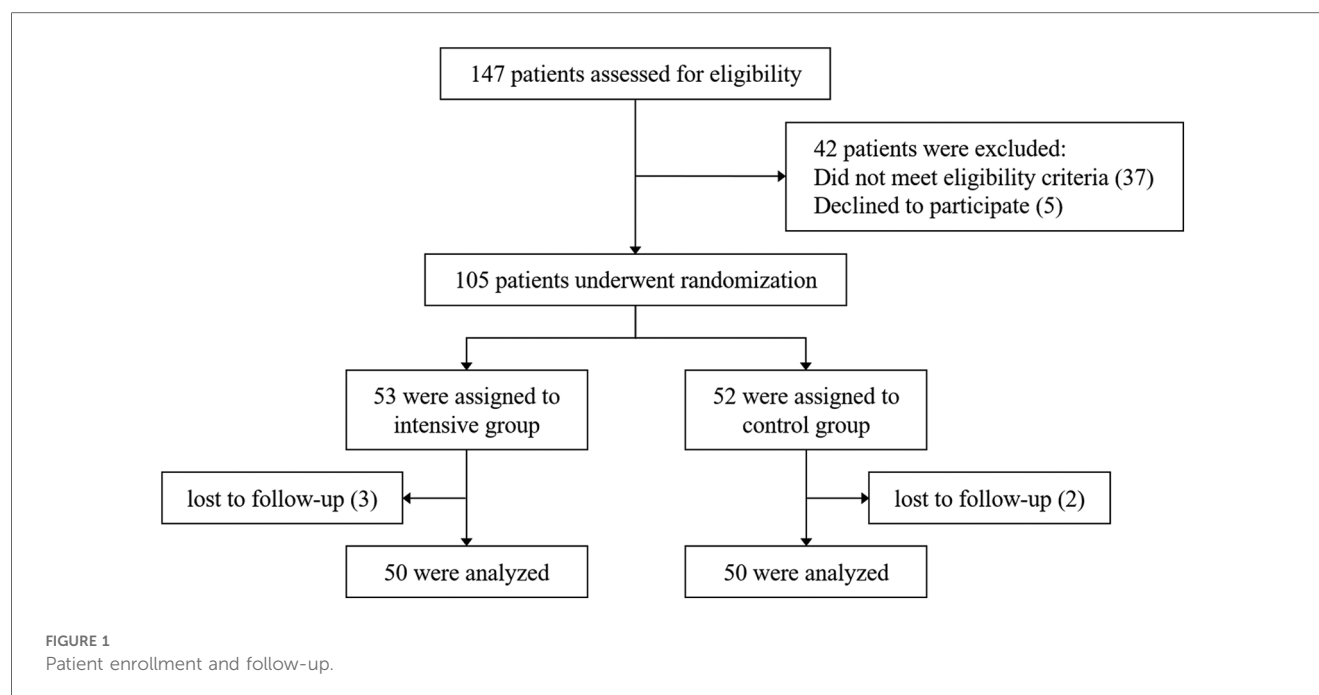 147 patients assessed for eligibility
42 patients were excluded:
Did not meet eligibility criteria (37)
Declined to participate (5)
105 patients underwent randomization
53 were assigned to
intensive group
52 were assigned to
control group
lost to follow-up (3)
lost to follow-up (2)
50 were analyzed
50 were analyzed
FIGURE 1
Patient enrollment and follow-up.